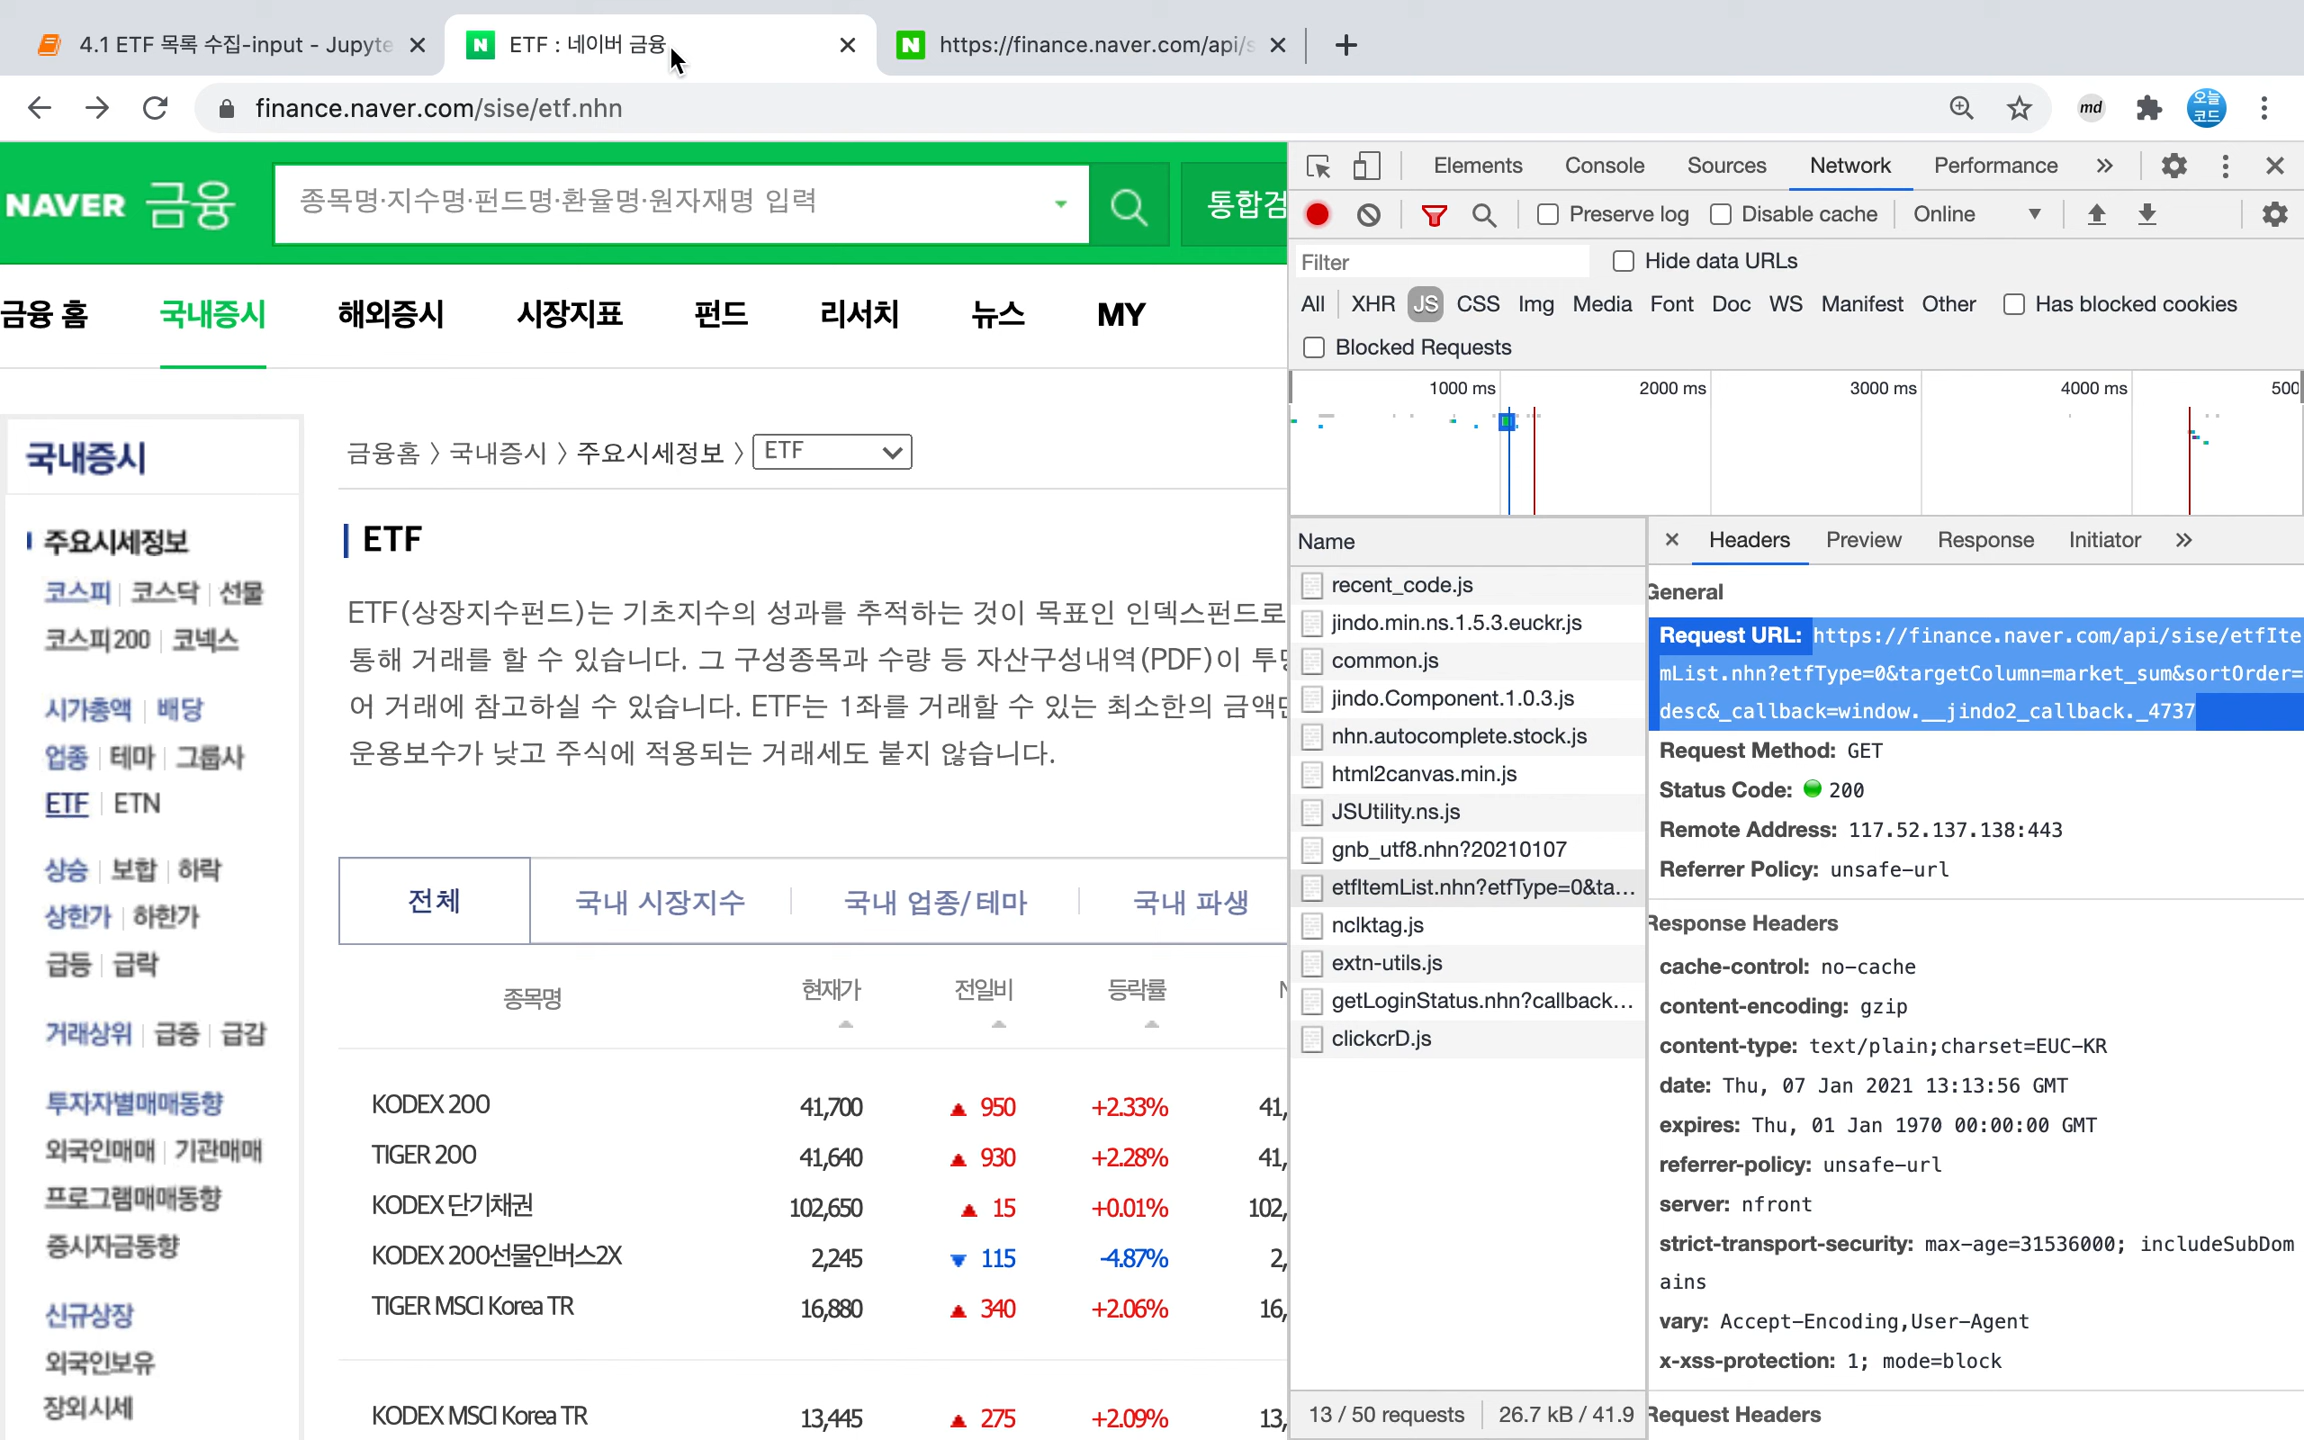 4.1 ETF 목록 수집-input - Jupyte
ETF : 네이버 금융
https://finance.naver.com/api/s
finance.naver.com/sise/etf.nhn
md
오늘
코드
NAVER 금융
종목명·지수명·펀드명·환율명·원자재명 입력
통합검
금융 홈
국내증시
해외증시
시장지표
펀드
리서치
뉴스
MY
국내증시
주요시세정보
코스피 코스닥 선물
코스피200 코넥스
시가총액 배당
업종 테마 그룹사
ETF ETN
상승 보합 하락
상한가 하한가
급등 급락
거래상위 급증 급감
투자자별매매동향
외국인매매 기관매매
프로그램매매동향
증시자금동향
신규상장
외국인보유
장외시세
금융홈 〉 국내증시 〉 주요시세정보 〉 ETF
ETF
ETF(상장지수펀드)는 기초지수의 성과를 추적하는 것이 목표인 인덱스펀드로
통해 거래를 할 수 있습니다. 그 구성종목과 수량 등 자산구성내역(PDF)이 투명
어 거래에 참고하실 수 있습니다. ETF는 1좌를 거래할 수 있는 최소한의 금액만
운용보수가 낮고 주식에 적용되는 거래세도 붙지 않습니다.
전체 국내 시장지수 국내 업종/테마 국내 파생
종목명 현재가 전일비 등락률 N
KODEX 200 41,700 ▲ 950 +2.33% 41,
TIGER 200 41,640 ▲ 930 +2.28% 41,
KODEX 단기채권 102,650 ▲ 15 +0.01% 102,
KODEX 200선물인버스2X 2,245 ▼ 115 -4.87% 2,
TIGER MSCI Korea TR 16,880 ▲ 340 +2.06% 16,
KODEX MSCI Korea TR 13,445 ▲ 275 +2.09% 13,
Elements Console Sources Network Performance »
Preserve log Disable cache Online
Filter Hide data URLs
All XHR JS CSS Img Media Font Doc WS Manifest Other Has blocked cookies
Blocked Requests
1000 ms 2000 ms 3000 ms 4000 ms 500
Name
recent_code.js
jindo.min.ns.1.5.3.euckr.js
common.js
jindo.Component.1.0.3.js
nhn.autocomplete.stock.js
html2canvas.min.js
JSUtility.ns.js
gnb_utf8.nhn?20210107
etfItemList.nhn?etfType=0&ta…
nclktag.js
extn-utils.js
getLoginStatus.nhn?callback…
clickcrD.js
13 / 50 requests 26.7 kB / 41.9
Headers Preview Response Initiator »
General
Request URL: https://finance.naver.com/api/sise/etfIte
mList.nhn?etfType=0&targetColumn=market_sum&sortOrder=
desc&_callback=window.__jindo2_callback._4737
Request Method: GET
Status Code: 200
Remote Address: 117.52.137.138:443
Referrer Policy: unsafe-url
Response Headers
cache-control: no-cache
content-encoding: gzip
content-type: text/plain;charset=EUC-KR
date: Thu, 07 Jan 2021 13:13:56 GMT
expires: Thu, 01 Jan 1970 00:00:00 GMT
referrer-policy: unsafe-url
server: nfront
strict-transport-security: max-age=31536000; includeSubDom
ains
vary: Accept-Encoding,User-Agent
x-xss-protection: 1; mode=block
Request Headers